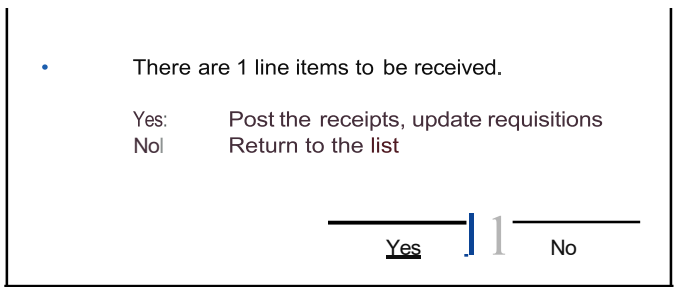 There are 1 line items to be received.
Yes: Post the receipts, update requisitions
No| Return to the list
Yes 1 No